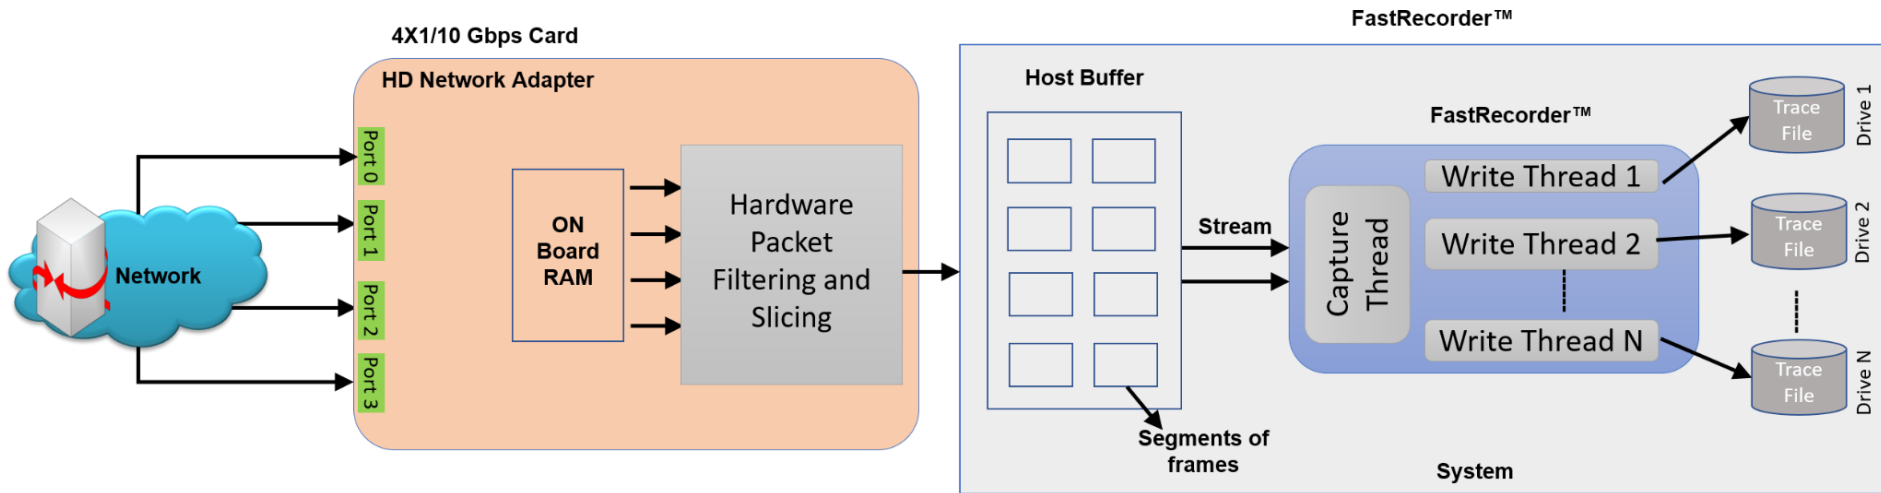 FastRecorder™
4X1/10 Gbps Card
HD Network Adapter
Host Buffer
FastRecorder™
Port 0
Port 1
Port 2
Port 3
Network
ON
Board
RAM
Hardware
Packet
Filtering and
Slicing
Stream
Capture
Thread
Write Thread 1
Write Thread 2
Write Thread N
Trace
File
Drive 1
Trace
File
Drive 2
Trace
File
Drive N
Segments of
frames
System